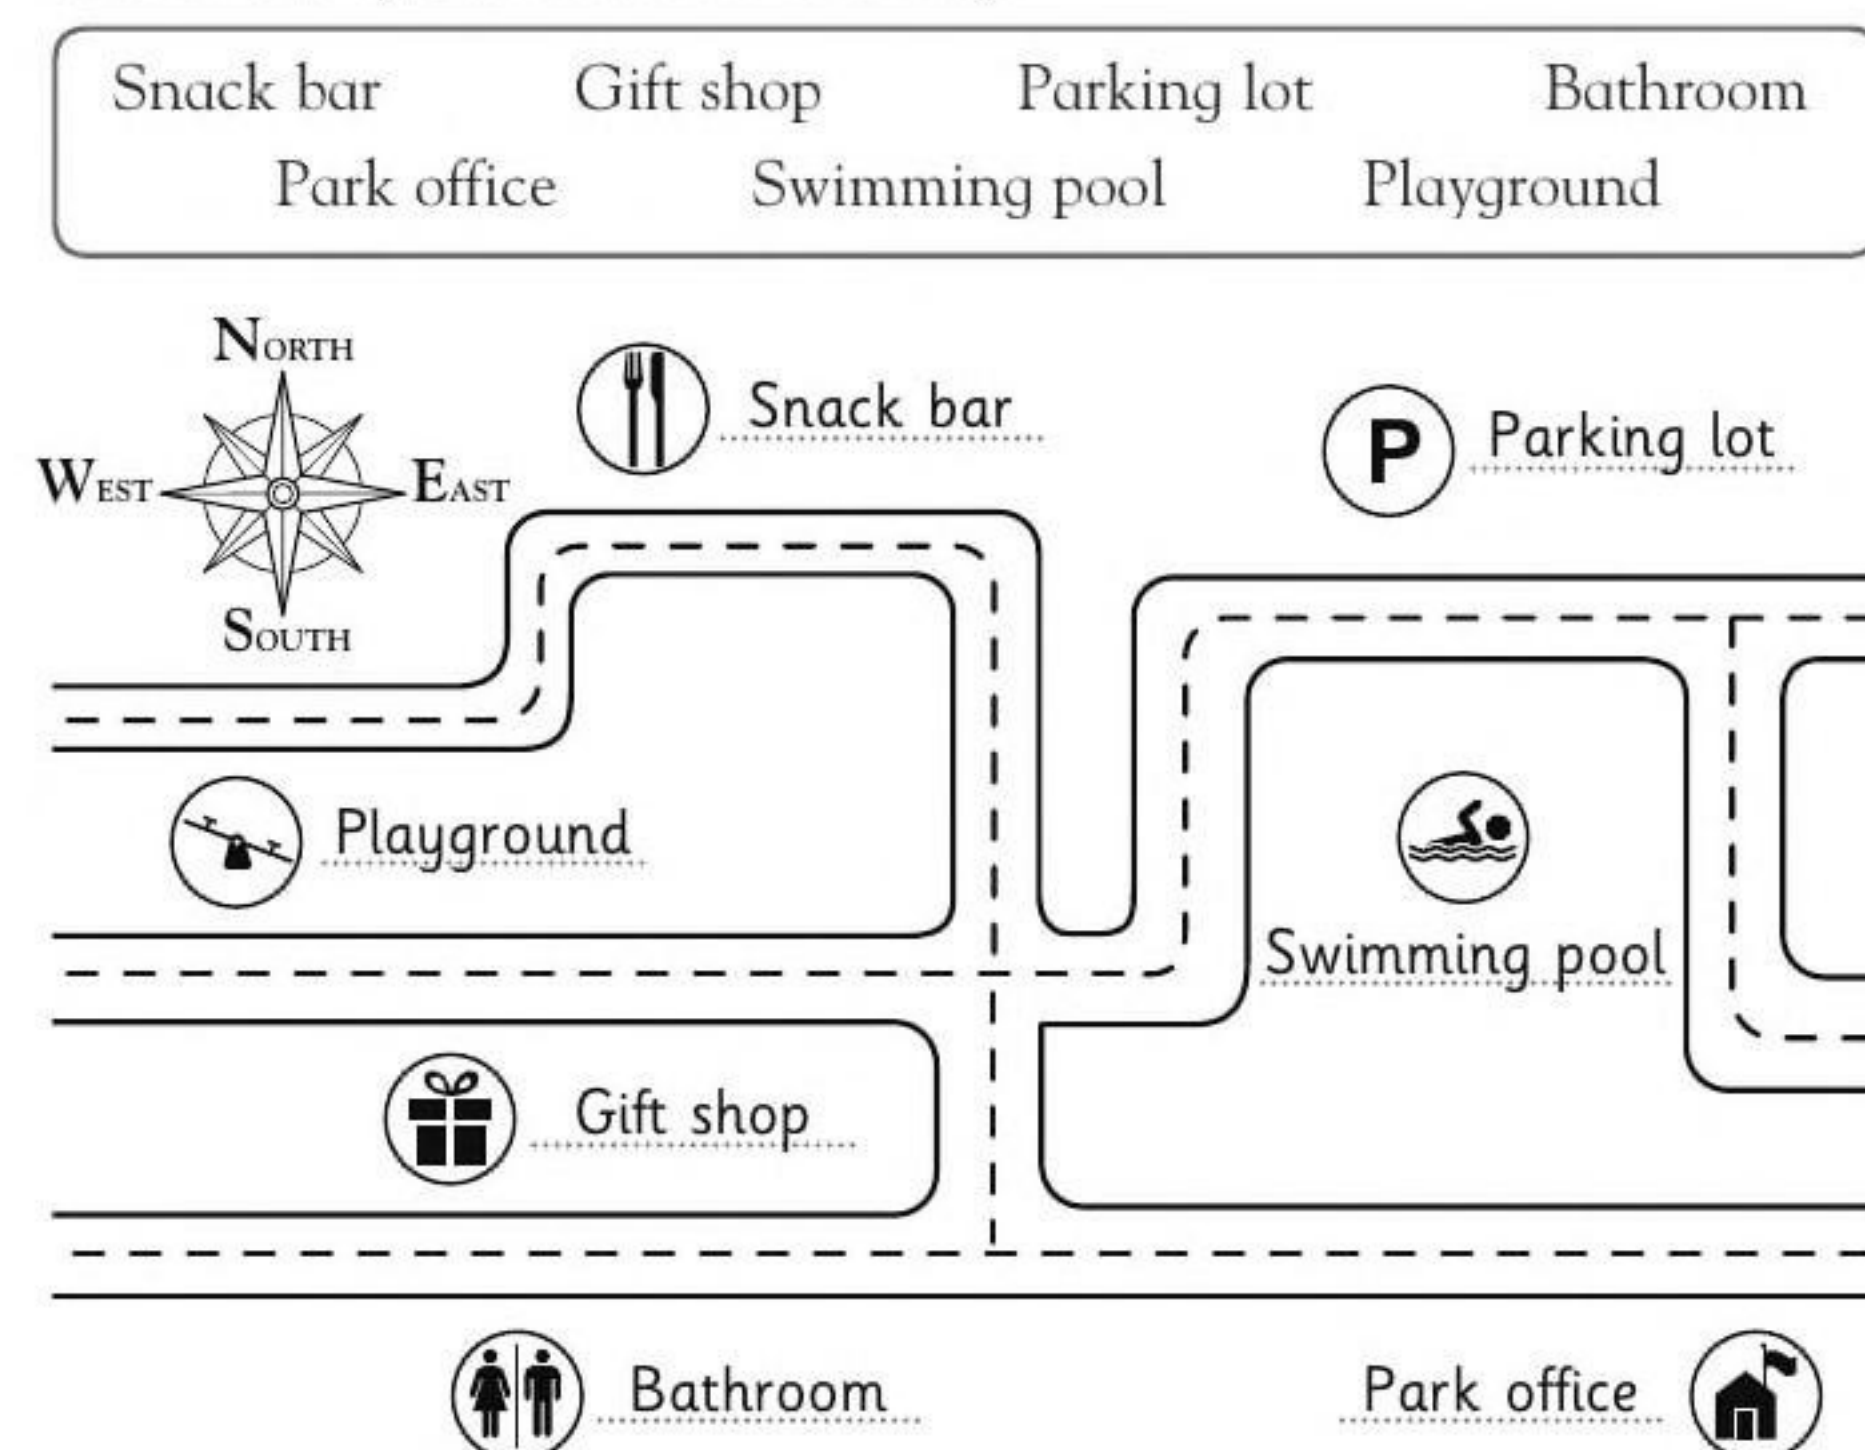 Snack bar Gift shop Parking lot Bathroom
Park office Swimming pool Playground
NORTH
Snack bar
P Parking lot
WEST EAST
SOUTH
Playground
Swimming pool
Gift shop
Bathroom Park office